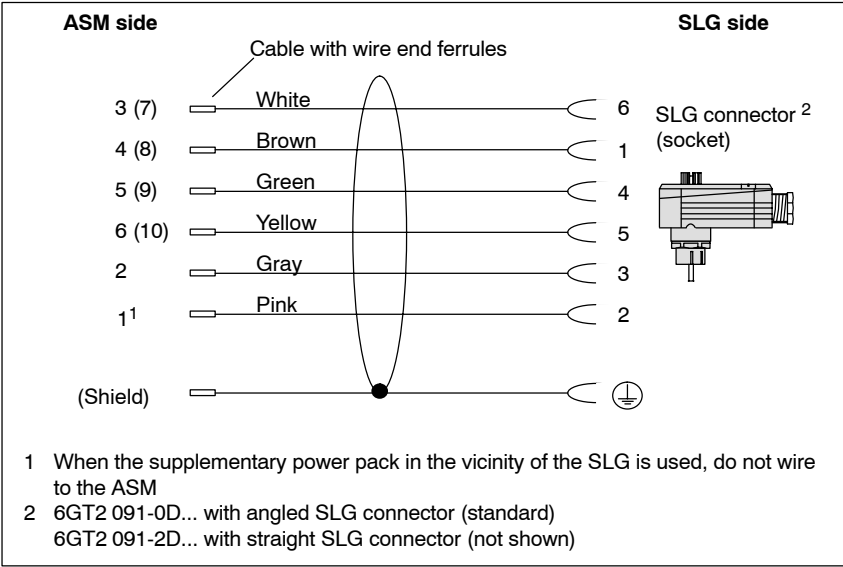 ASM side
SLG side
Cable with wire end ferrules
3 (7) White 6
4 (8) Brown 1
5 (9) Green 4
6 (10) Yellow 5
2 Gray 3
1¹ Pink 2
SLG connector ²
(socket)
(Shield)
1 When the supplementary power pack in the vicinity of the SLG is used, do not wire
to the ASM
2 6GT2 091-0D... with angled SLG connector (standard)
6GT2 091-2D... with straight SLG connector (not shown)